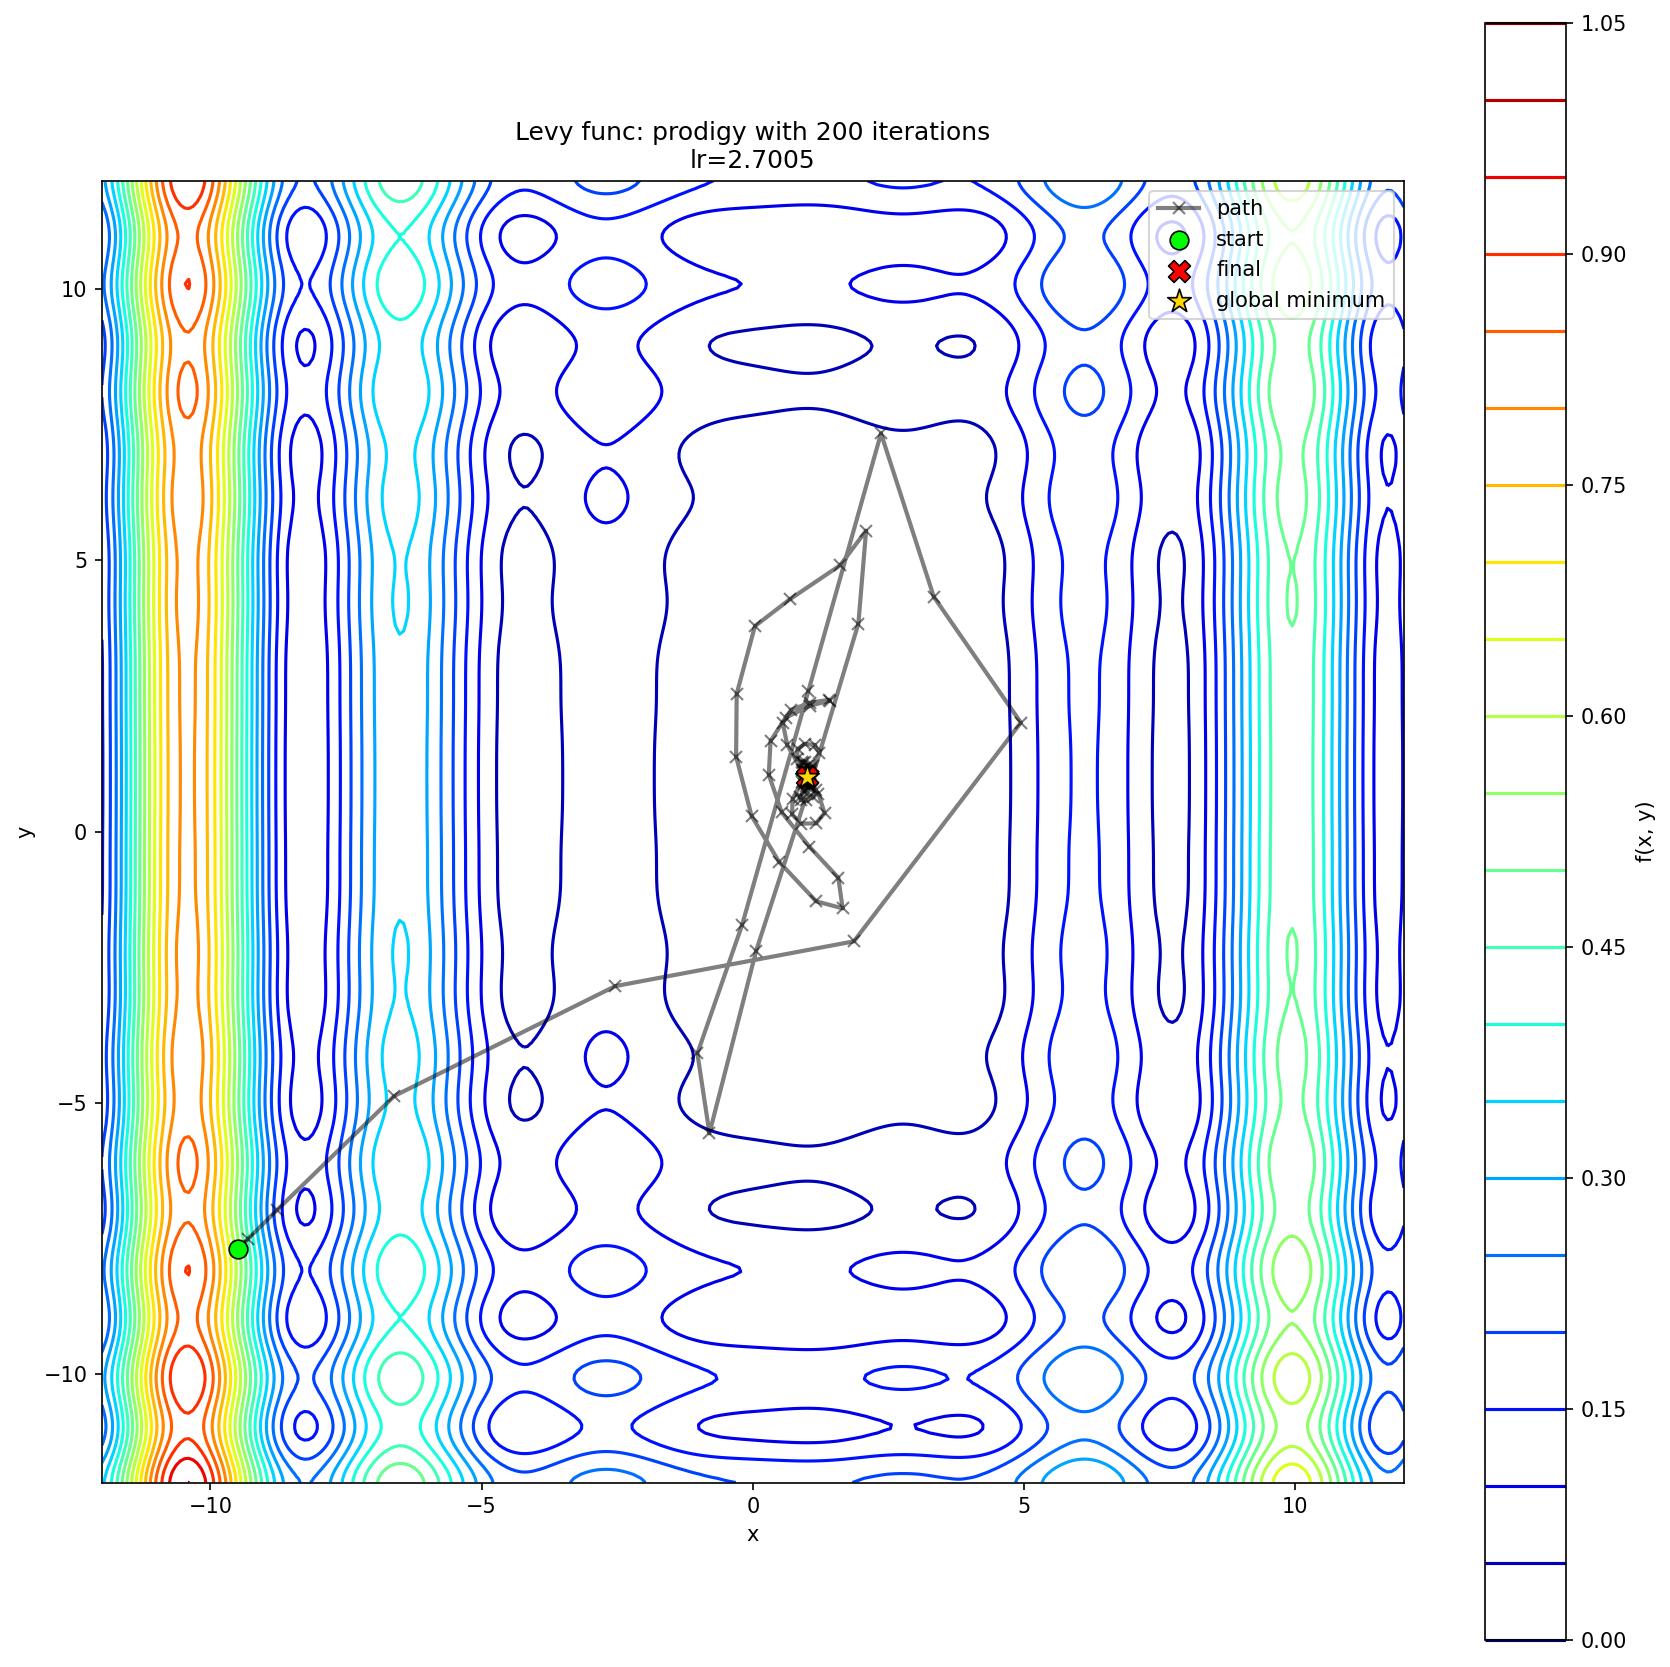 Levy func: prodigy with 200 iterations
lr=2.7005
path
start
final
global minimum
10
5
0
−5
−10
y
−10
−5
0
5
10
x
1.05
0.90
0.75
0.60
0.45
0.30
0.15
0.00
f(x, y)